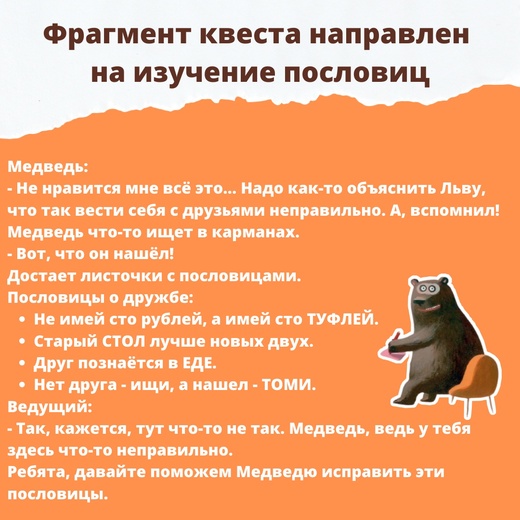 Фрагмент квеста направлен
на изучение пословиц
Медведь:
- Не нравится мне всё это... Надо как-то объяснить Льву,
что так вести себя с друзьями неправильно. А, вспомнил!
Медведь что-то ищет в карманах.
- Вот, что он нашёл!
Достает листочки с пословицами.
Пословицы о дружбе:
• Не имей сто рублей, а имей сто ТУФЛЕЙ.
• Старый СТОЛ лучше новых двух.
• Друг познаётся в ЕДЕ.
• Нет друга - ищи, а нашел - ТОМИ.
Ведущий:
- Так, кажется, тут что-то не так. Медведь, ведь у тебя
здесь что-то неправильно.
Ребята, давайте поможем Медведю исправить эти
пословицы.